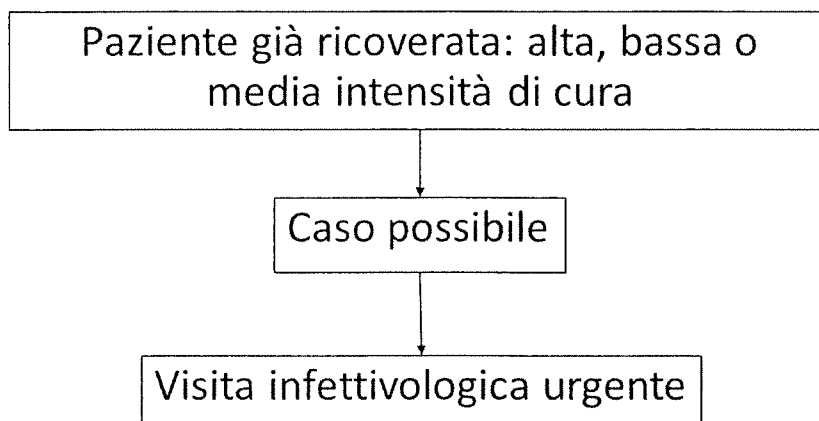 Paziente già ricoverata: alta, bassa o
media intensità di cura
Caso possibile
Visita infettivologica urgente